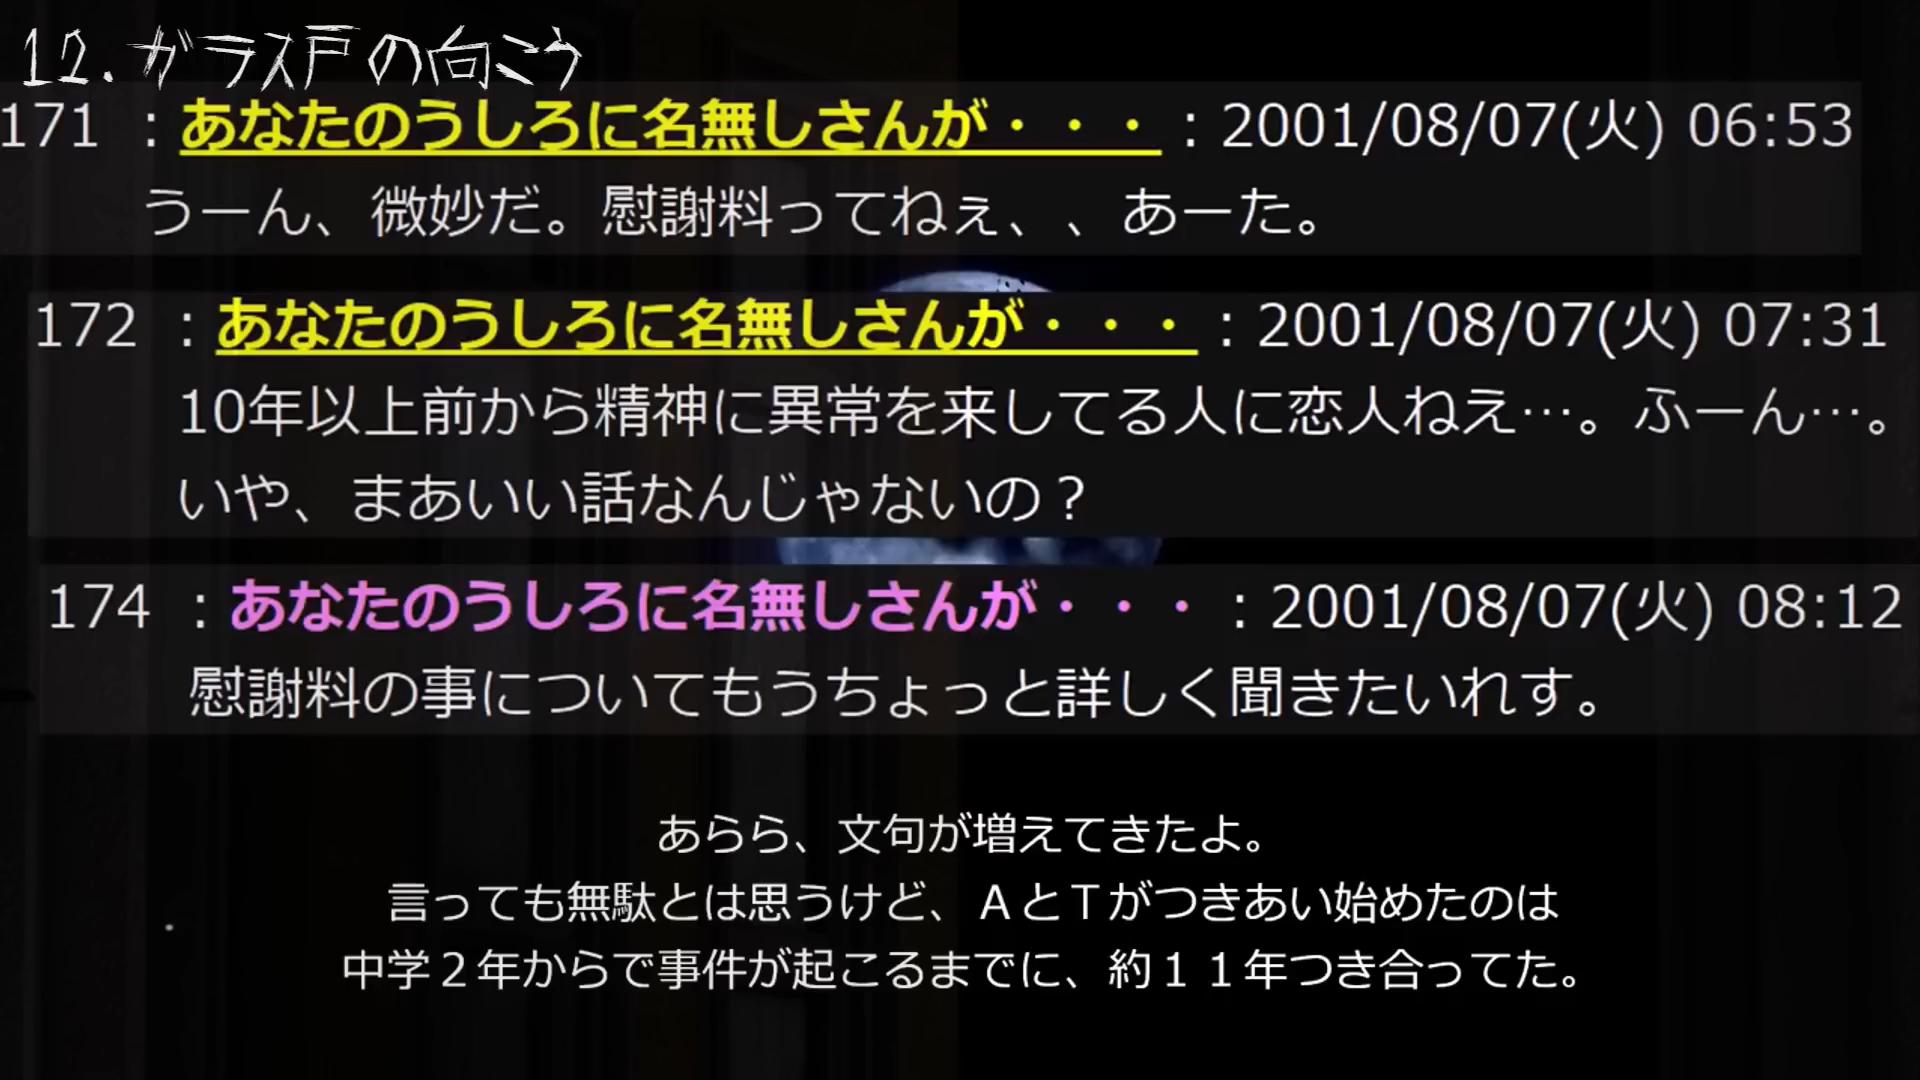 12.ガラス戸の向こう
171 ：あなたのうしろに名無しさんが・・・：2001/08/07(火) 06:53
うーん、微妙だ。慰謝料ってねぇ、、あーた。
172 ：あなたのうしろに名無しさんが・・・：2001/08/07(火) 07:31
10年以上前から精神に異常を来してる人に恋人ねえ…。ふーん…。
いや、まあいい話なんじゃないの？
174 ：あなたのうしろに名無しさんが・・・：2001/08/07(火) 08:12
慰謝料の事についてもうちょっと詳しく聞きたいれす。
あらら、文句が増えてきたよ。
言っても無駄とは思うけど、ＡとＴがつきあい始めたのは
中学２年からで事件が起こるまでに、約１１年つき合ってた。